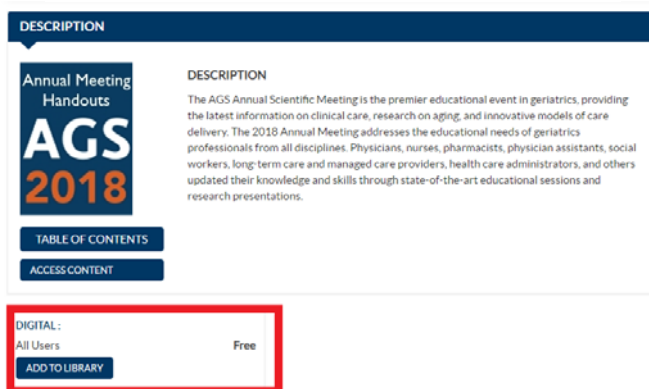 DESCRIPTION
Annual Meeting
Handouts
AGS
2018
TABLE OF CONTENTS
ACCESS CONTENT
DESCRIPTION
The AGS Annual Scientific Meeting is the premier educational event in geriatrics, providing
the latest information on clinical care, research on aging, and innovative models of care
delivery. The 2018 Annual Meeting addresses the educational needs of geriatrics
professionals from all disciplines. Physicians, nurses, pharmacists, physician assistants, social
workers, long-term care and managed care providers, health care administrators, and others
updated their knowledge and skills through state-of-the-art educational sessions and
research presentations.
DIGITAL :
All Users Free
ADD TO LIBRARY